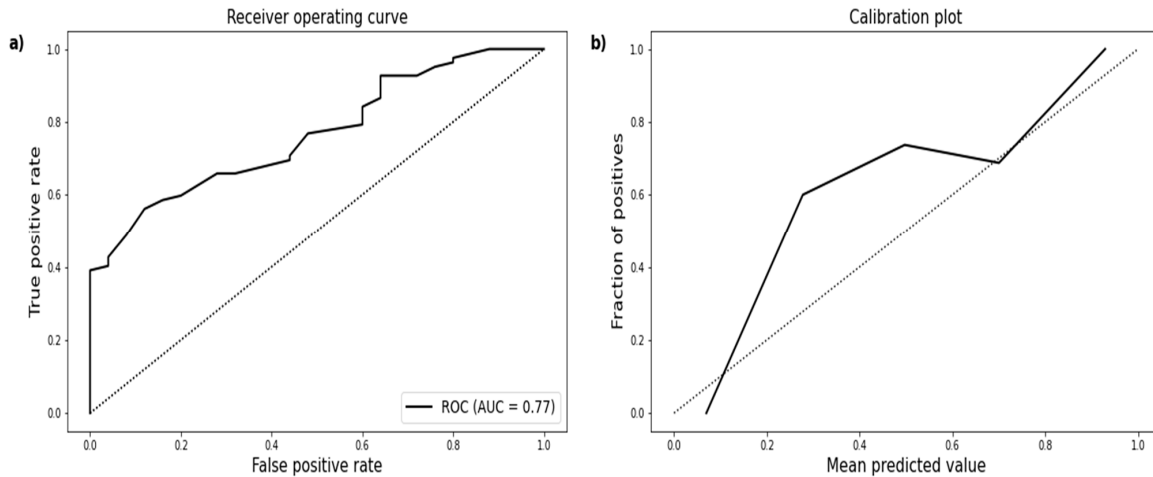 a)
Receiver operating curve
True positive rate
1.0
0.8
0.6
0.4
0.2
0.0
ROC (AUC = 0.77)
0.0 0.2 0.4 0.6 0.8 1.0
False positive rate
b)
Calibration plot
Fraction of positives
1.0
0.8
0.6
0.4
0.2
0.0
0.0 0.2 0.4 0.6 0.8 1.0
Mean predicted value